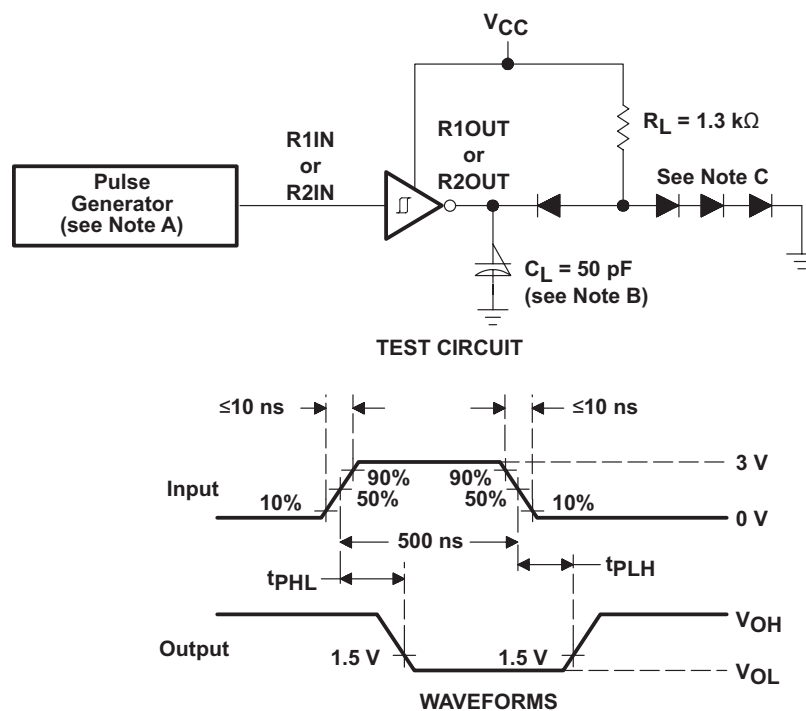 VCC
R1IN
or
R2IN
R1OUT
or
R2OUT
RL = 1.3 kΩ
See Note C
Pulse
Generator
(see Note A)
CL = 50 pF
(see Note B)
TEST CIRCUIT
≤10 ns
≤10 ns
3 V
90%
90%
Input
50%
50%
10%
10%
0 V
500 ns
tPHL
tPLH
VOH
Output
1.5 V
1.5 V
VOL
WAVEFORMS